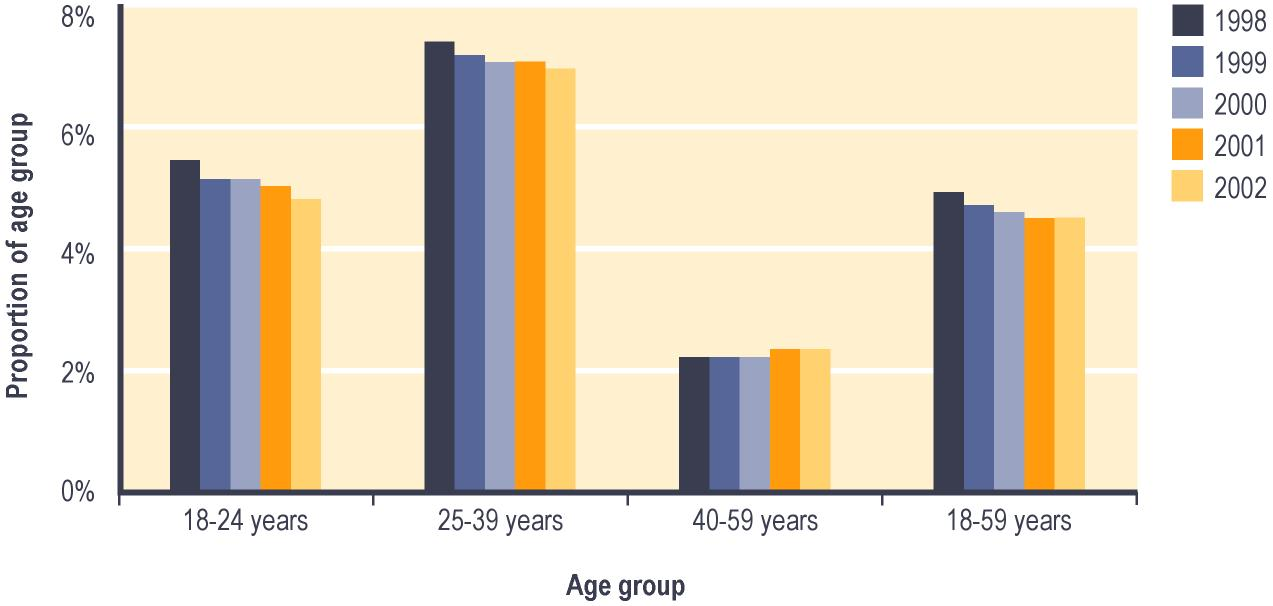 8%
6%
4%
2%
0%
Proportion of age group
18-24 years
25-39 years
40-59 years
18-59 years
Age group
1998
1999
2000
2001
2002